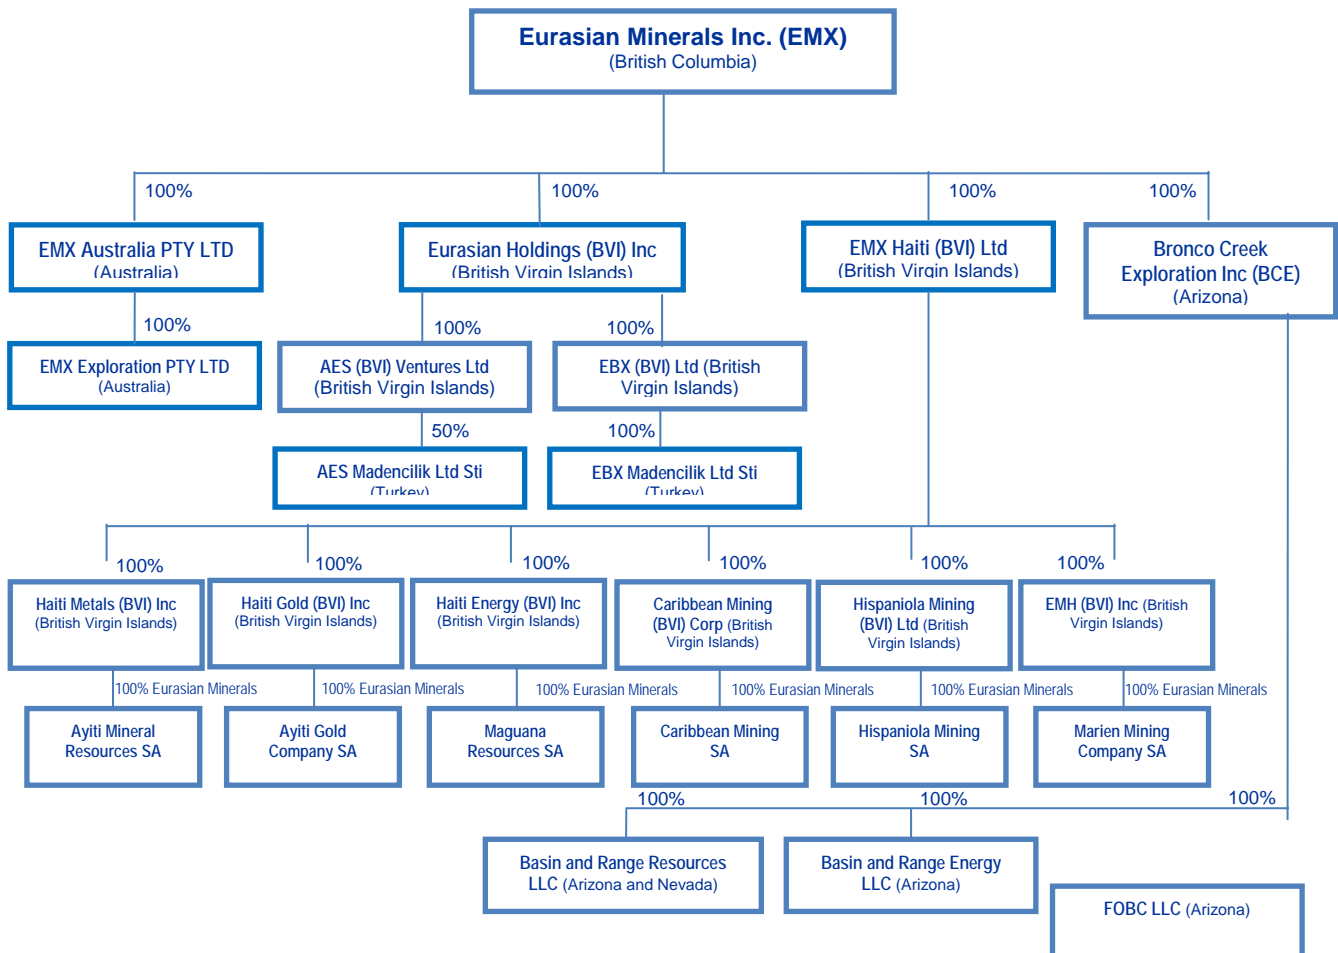 Eurasian Minerals Inc. (EMX)
(British Columbia)
100%
100%
100%
100%
EMX Australia PTY LTD
(Australia)
Eurasian Holdings (BVI) Inc
(British Virgin Islands)
EMX Haiti (BVI) Ltd
(British Virgin Islands)
Bronco Creek
Exploration Inc (BCE)
(Arizona)
100%
100%
100%
EMX Exploration PTY LTD
(Australia)
AES (BVI) Ventures Ltd
(British Virgin Islands)
EBX (BVI) Ltd (British
Virgin Islands)
50%
100%
AES Madencilik Ltd Sti
(Turkey)
EBX Madencilik Ltd Sti
(Turkey)
100%
100%
100%
100%
100%
100%
Haiti Metals (BVI) Inc
(British Virgin Islands)
Haiti Gold (BVI) Inc
(British Virgin Islands)
Haiti Energy (BVI) Inc
(British Virgin Islands)
Caribbean Mining
(BVI) Corp (British
Virgin Islands)
Hispaniola Mining
(BVI) Ltd (British
Virgin Islands)
EMH (BVI) Inc (British
Virgin Islands)
100% Eurasian Minerals
100% Eurasian Minerals
100% Eurasian Minerals
100% Eurasian Minerals
100% Eurasian Minerals
100% Eurasian Minerals
Ayiti Mineral
Resources SA
Ayiti Gold
Company SA
Maguana
Resources SA
Caribbean Mining
SA
Hispaniola Mining
SA
Marien Mining
Company SA
100%
100%
100%
Basin and Range Resources
LLC (Arizona and Nevada)
Basin and Range Energy
LLC (Arizona)
FOBC LLC (Arizona)